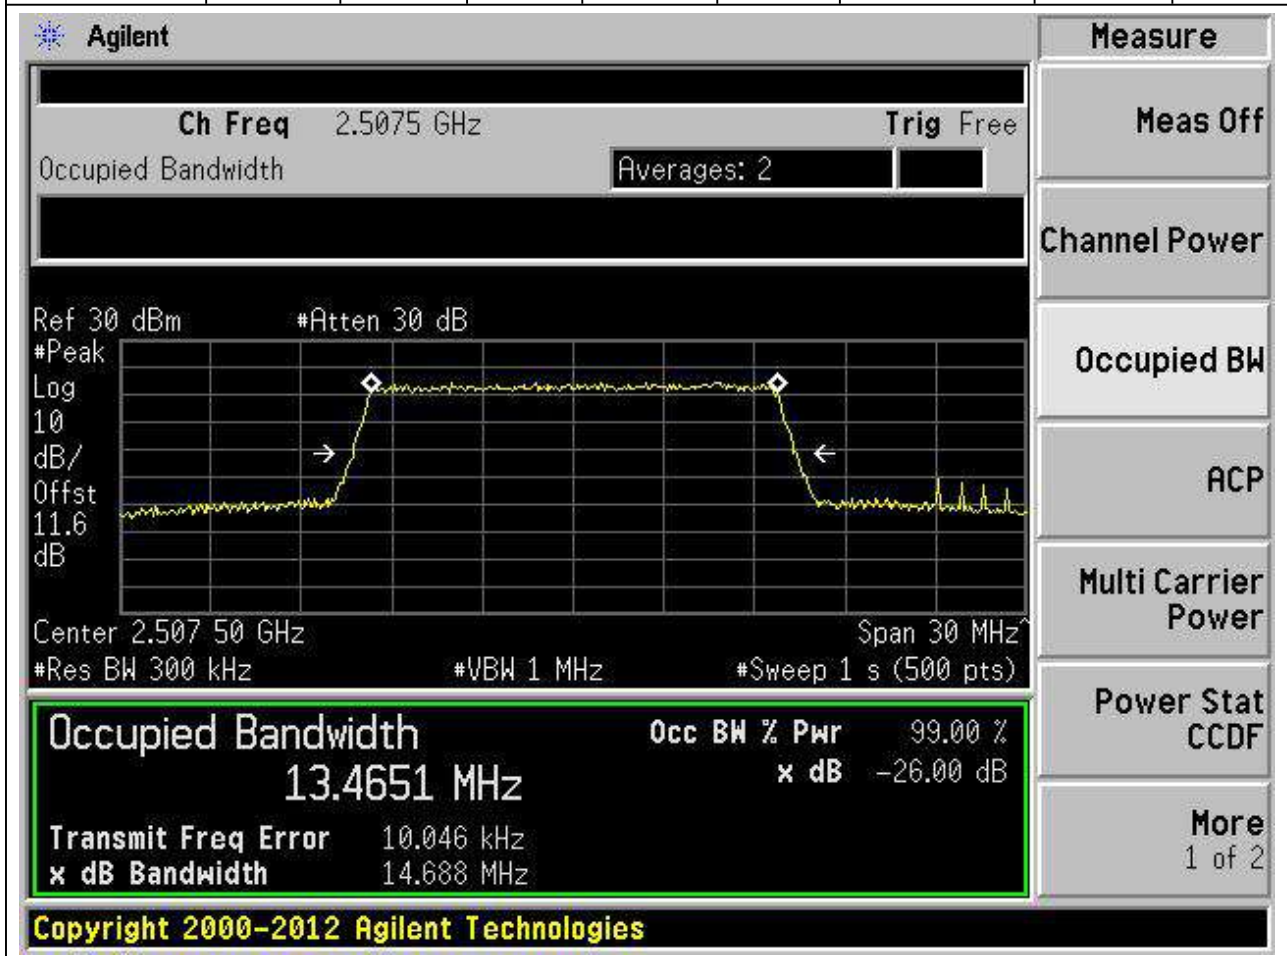 Agilent
Measure
Ch Freq 2.5075 GHz Trig Free
Occupied Bandwidth Averages: 2
Ref 30 dBm #Atten 30 dB
#Peak
Log
10
dB/
Offst
11.6
dB
Center 2.507 50 GHz Span 30 MHz^
#Res BW 300 kHz #VBW 1 MHz #Sweep 1 s (500 pts)
Occupied Bandwidth Occ BW % Pwr 99.00 %
13.4651 MHz x dB -26.00 dB
Transmit Freq Error 10.046 kHz
x dB Bandwidth 14.688 MHz
Meas Off
Channel Power
Occupied BW
ACP
Multi Carrier
Power
Power Stat
CCDF
More
1 of 2
Copyright 2000-2012 Agilent Technologies